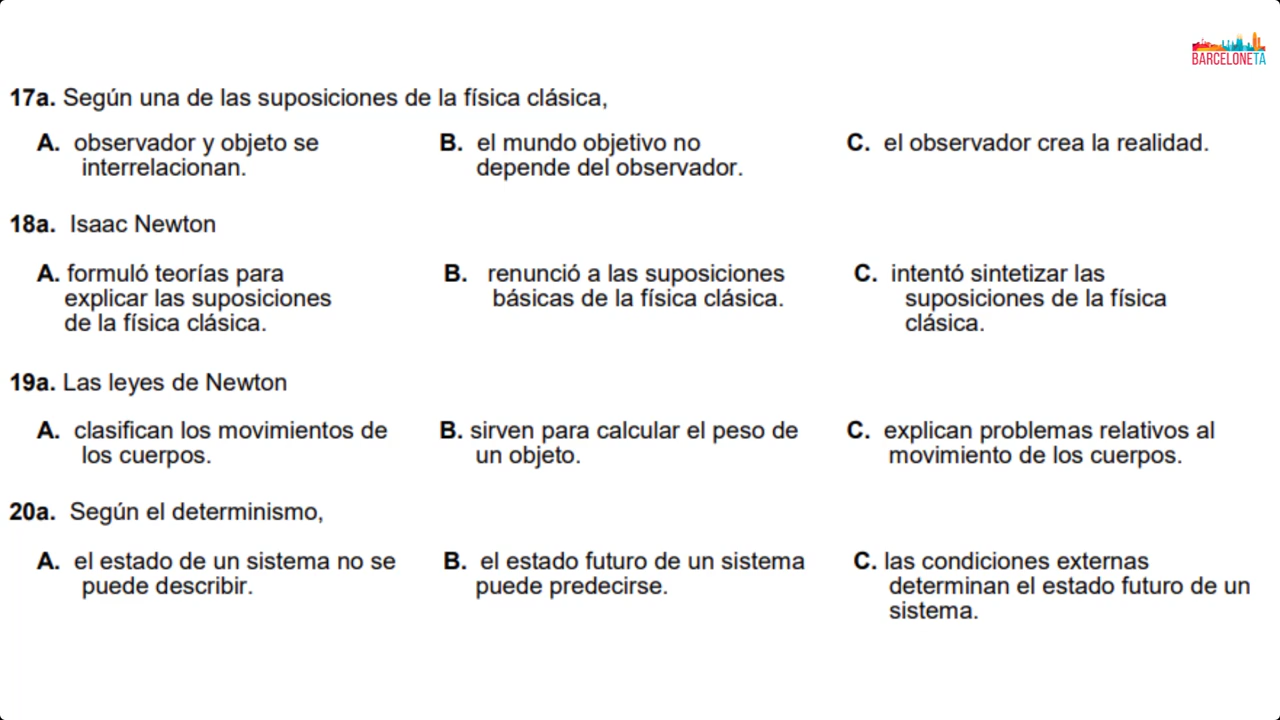 BARCELONETA
17a. Según una de las suposiciones de la física clásica,
A. observador y objeto se
interrelacionan.
B. el mundo objetivo no
depende del observador.
C. el observador crea la realidad.
18a. Isaac Newton
A. formuló teorías para
explicar las suposiciones
de la física clásica.
B. renunció a las suposiciones
básicas de la física clásica.
C. intentó sintetizar las
suposiciones de la física
clásica.
19a. Las leyes de Newton
A. clasifican los movimientos de
los cuerpos.
B. sirven para calcular el peso de
un objeto.
C. explican problemas relativos al
movimiento de los cuerpos.
20a. Según el determinismo,
A. el estado de un sistema no se
puede describir.
B. el estado futuro de un sistema
puede predecirse.
C. las condiciones externas
determinan el estado futuro de un
sistema.